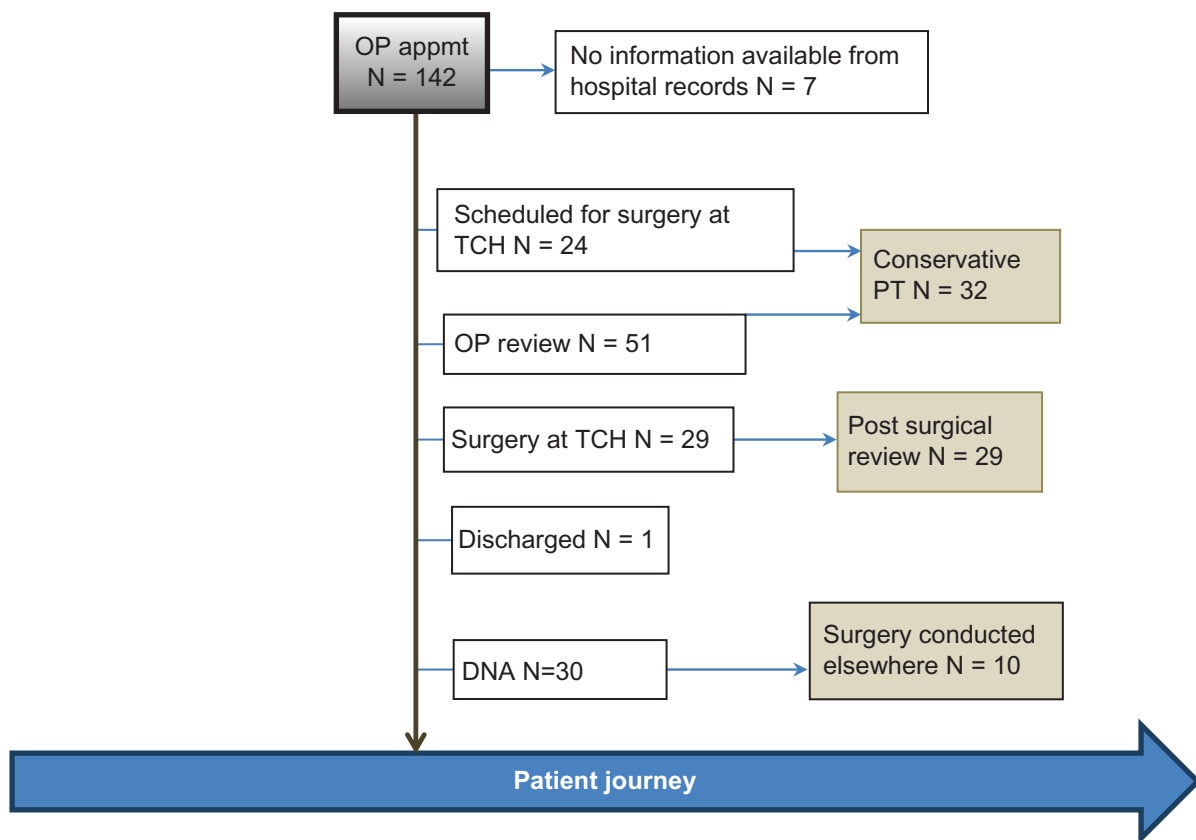 OP appmt
N = 142
No information available from
hospital records N = 7
Scheduled for surgery at
TCH N = 24
Conservative
PT N = 32
OP review N = 51
Surgery at TCH N = 29
Post surgical
review N = 29
Discharged N = 1
Surgery conducted
elsewhere N = 10
DNA N=30
Patient journey